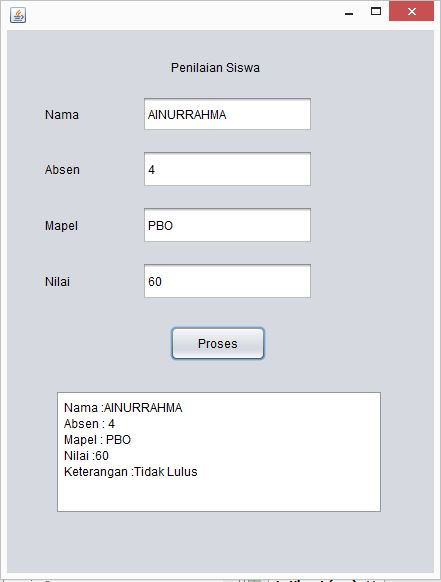 Penilaian Siswa
Nama AINURRAHMA
Absen 4
Mapel PBO
Nilai 60
Proses
Nama :AINURRAHMA
Absen : 4
Mapel : PBO
Nilai :60
Keterangan :Tidak Lulus